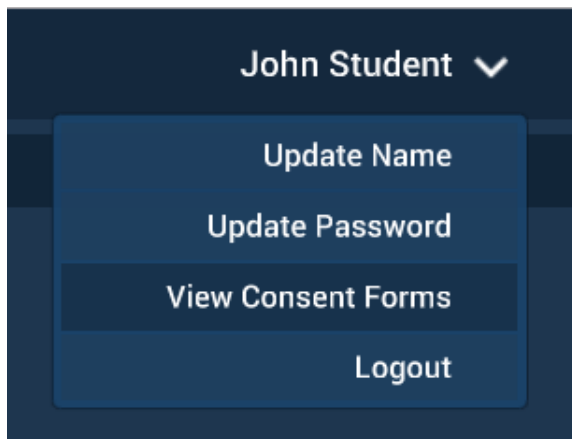 John Student
Update Name
Update Password
View Consent Forms
Logout